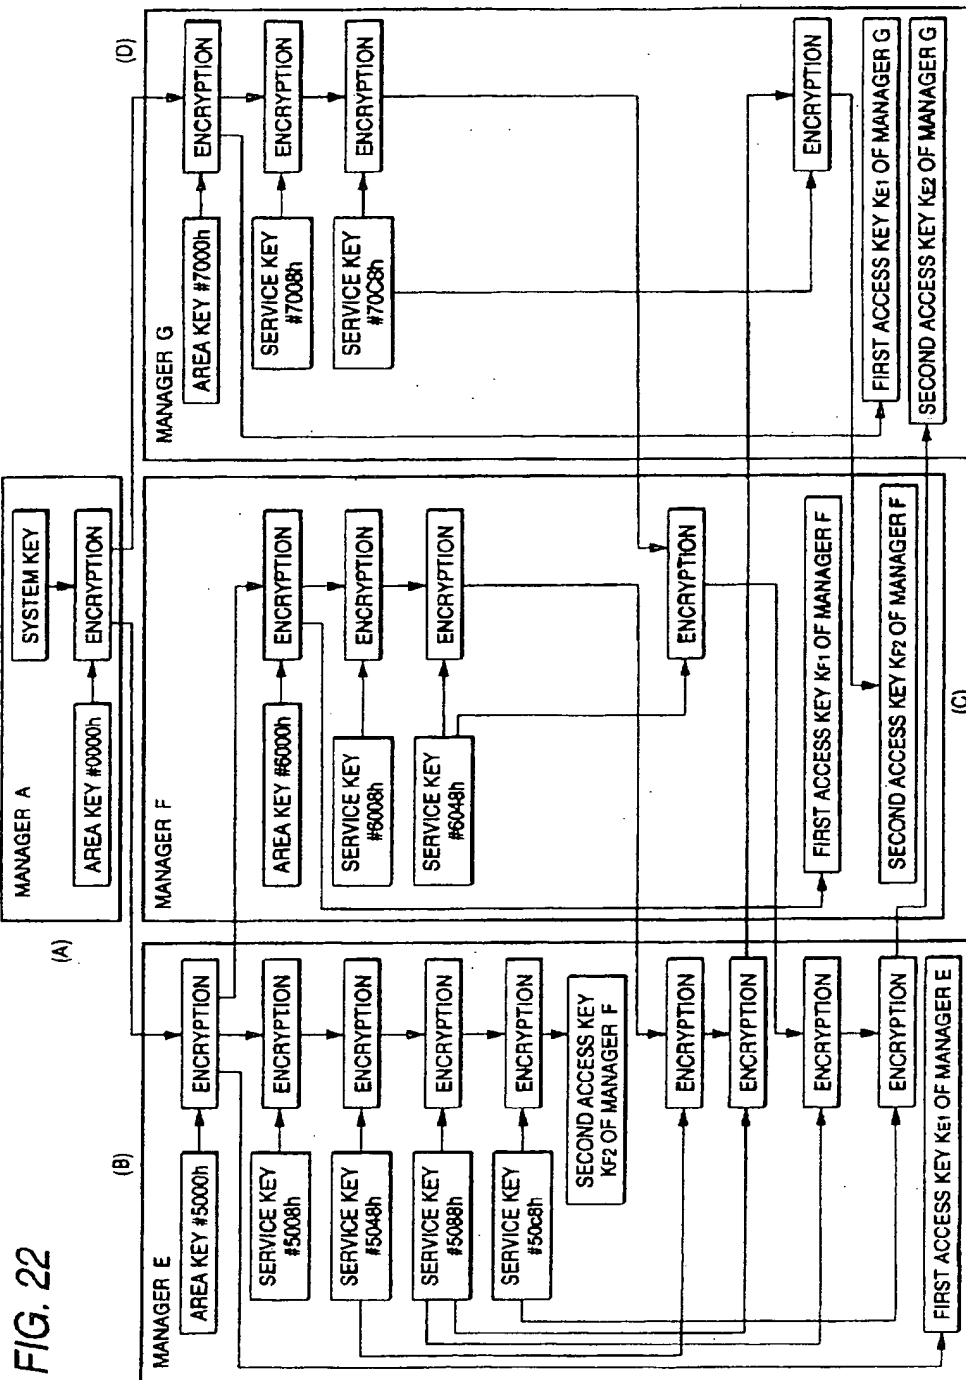 FIG. 22
(A)
MANAGER A
SYSTEM KEY
AREA KEY #0000h
ENCRYPTION
(B)
MANAGER E
AREA KEY #5000h
ENCRYPTION
SERVICE KEY
#5008h
ENCRYPTION
SERVICE KEY
#5048h
ENCRYPTION
SERVICE KEY
#5088h
ENCRYPTION
SERVICE KEY
#50c8h
ENCRYPTION
SECOND ACCESS KEY
KF2 OF MANAGER F
ENCRYPTION
ENCRYPTION
ENCRYPTION
ENCRYPTION
FIRST ACCESS KEY KE1 OF MANAGER E
(C)
MANAGER F
AREA KEY #6000h
ENCRYPTION
SERVICE KEY
#6008h
ENCRYPTION
SERVICE KEY
#6048h
ENCRYPTION
ENCRYPTION
FIRST ACCESS KEY KF1 OF MANAGER F
SECOND ACCESS KEY KF2 OF MANAGER F
(D)
MANAGER G
AREA KEY #7000h
ENCRYPTION
SERVICE KEY
#7008h
ENCRYPTION
SERVICE KEY
#70C8h
ENCRYPTION
ENCRYPTION
FIRST ACCESS KEY KE1 OF MANAGER G
SECOND ACCESS KEY KE2 OF MANAGER G